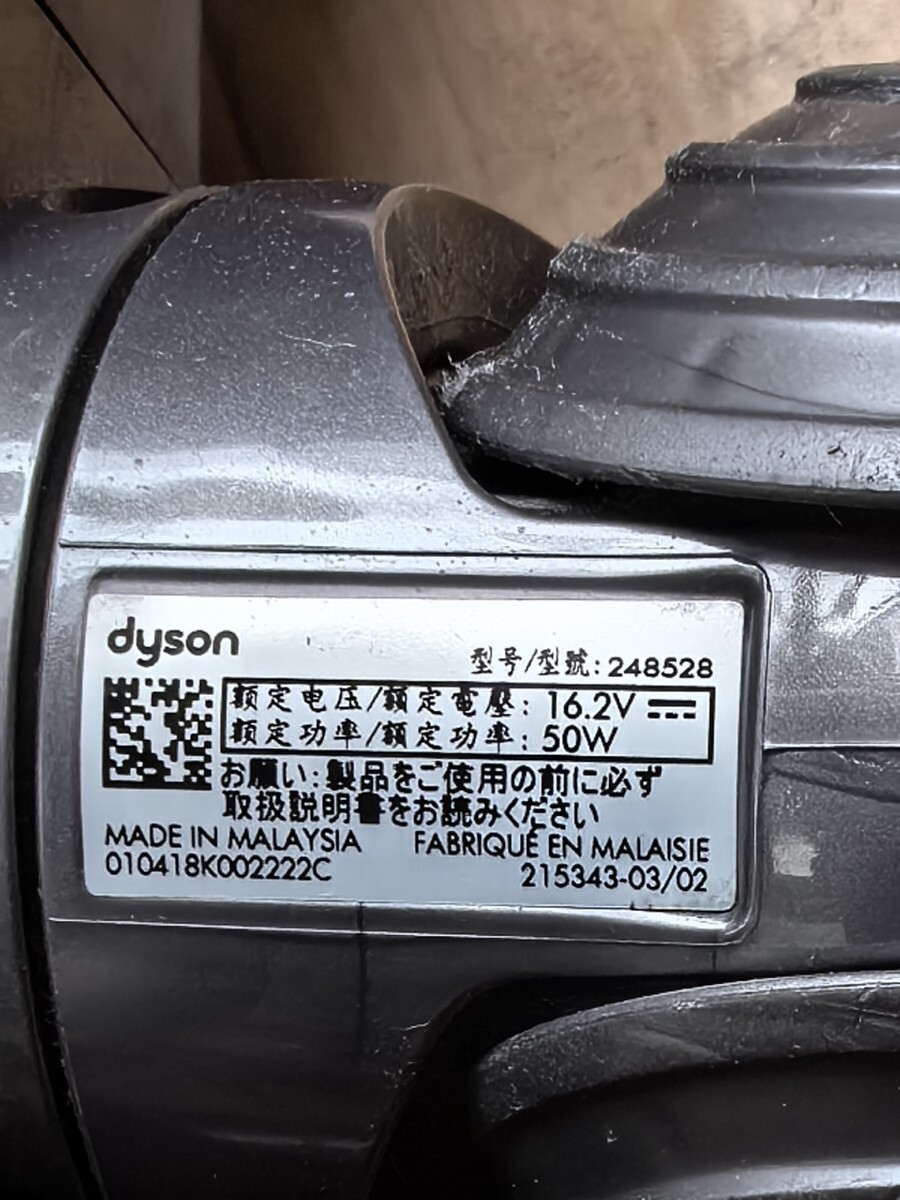 dyson
型号/型號: 248528
额定电压/額定電壓: 16.2V
额定功率/額定功率: 50W
お願い:製品をご使用の前に必ず
取扱説明書をお読みください
MADE IN MALAYSIA FABRIQUÉ EN MALAISIE
010418K002222C 215343-03/02